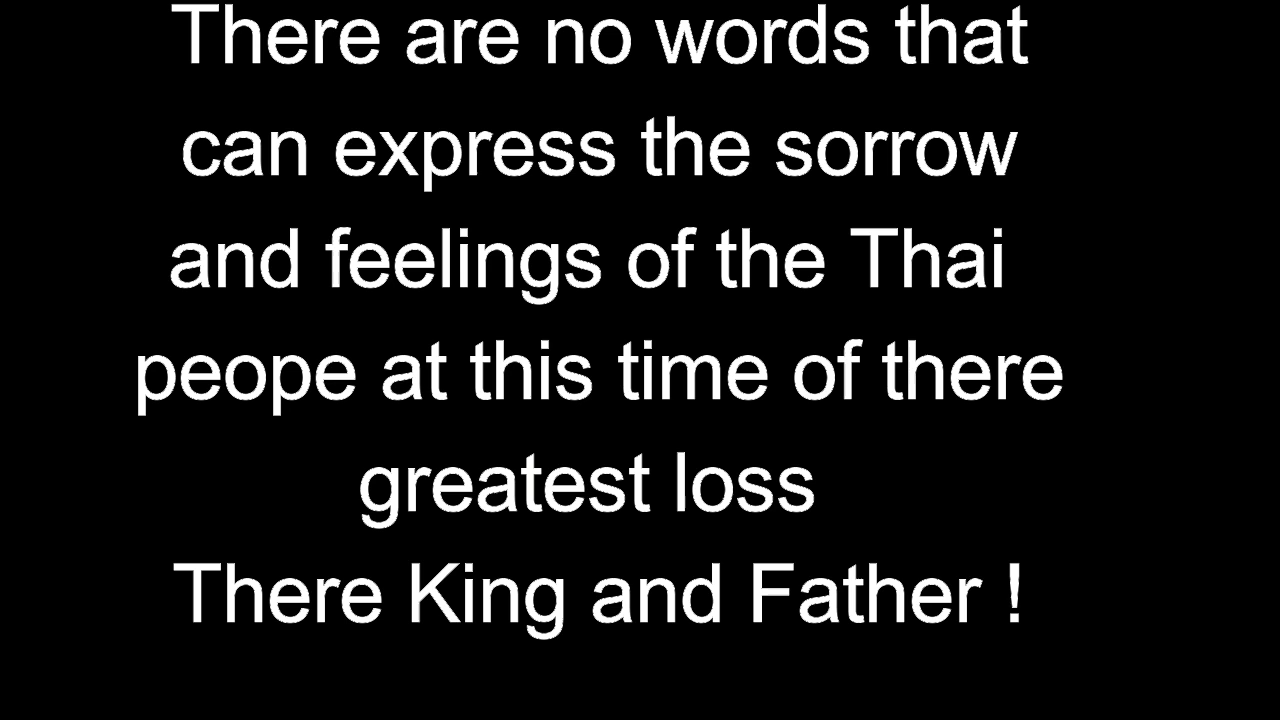 There are no words that
can express the sorrow
and feelings of the Thai
peope at this time of there
greatest loss
There King and Father !